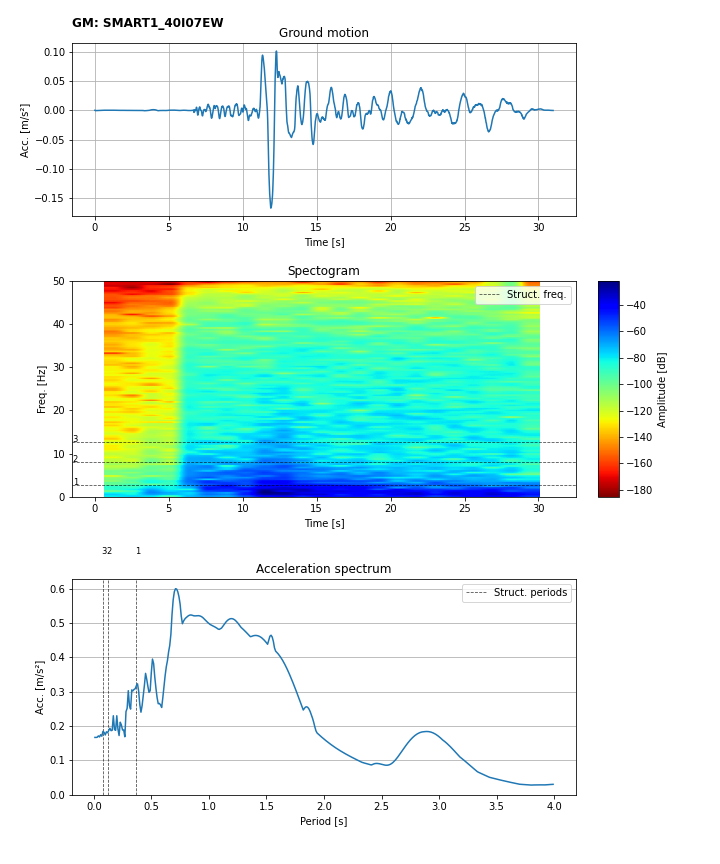 GM: SMART1_40I07EW
Ground motion
0.10
0.05
0.00
−0.05
−0.10
−0.15
Acc. [m/s²]
0 5 10 15 20 25 30
Time [s]
Spectogram
50
40
30
20
10
0
Freq. [Hz]
Struct. freq.
3
2
1
0 5 10 15 20 25 30
Time [s]
−40
−60
−80
−100
−120
−140
−160
−180
Amplitude [dB]
32 1
Acceleration spectrum
0.6
0.5
0.4
0.3
0.2
0.1
0.0
Acc. [m/s²]
Struct. periods
0.0 0.5 1.0 1.5 2.0 2.5 3.0 3.5 4.0
Period [s]